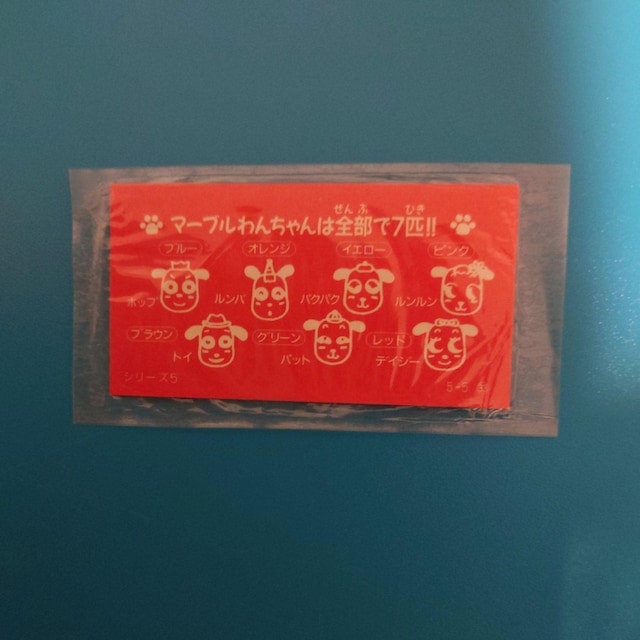 ぜんぶ ひき
マーブルわんちゃんは全部で7匹!!
ブルー オレンジ イエロー ピンク
ホップ ルンバ パクパク ルンルン
ブラウン グリーン レッド
トイ パット デイジー
シリーズ5